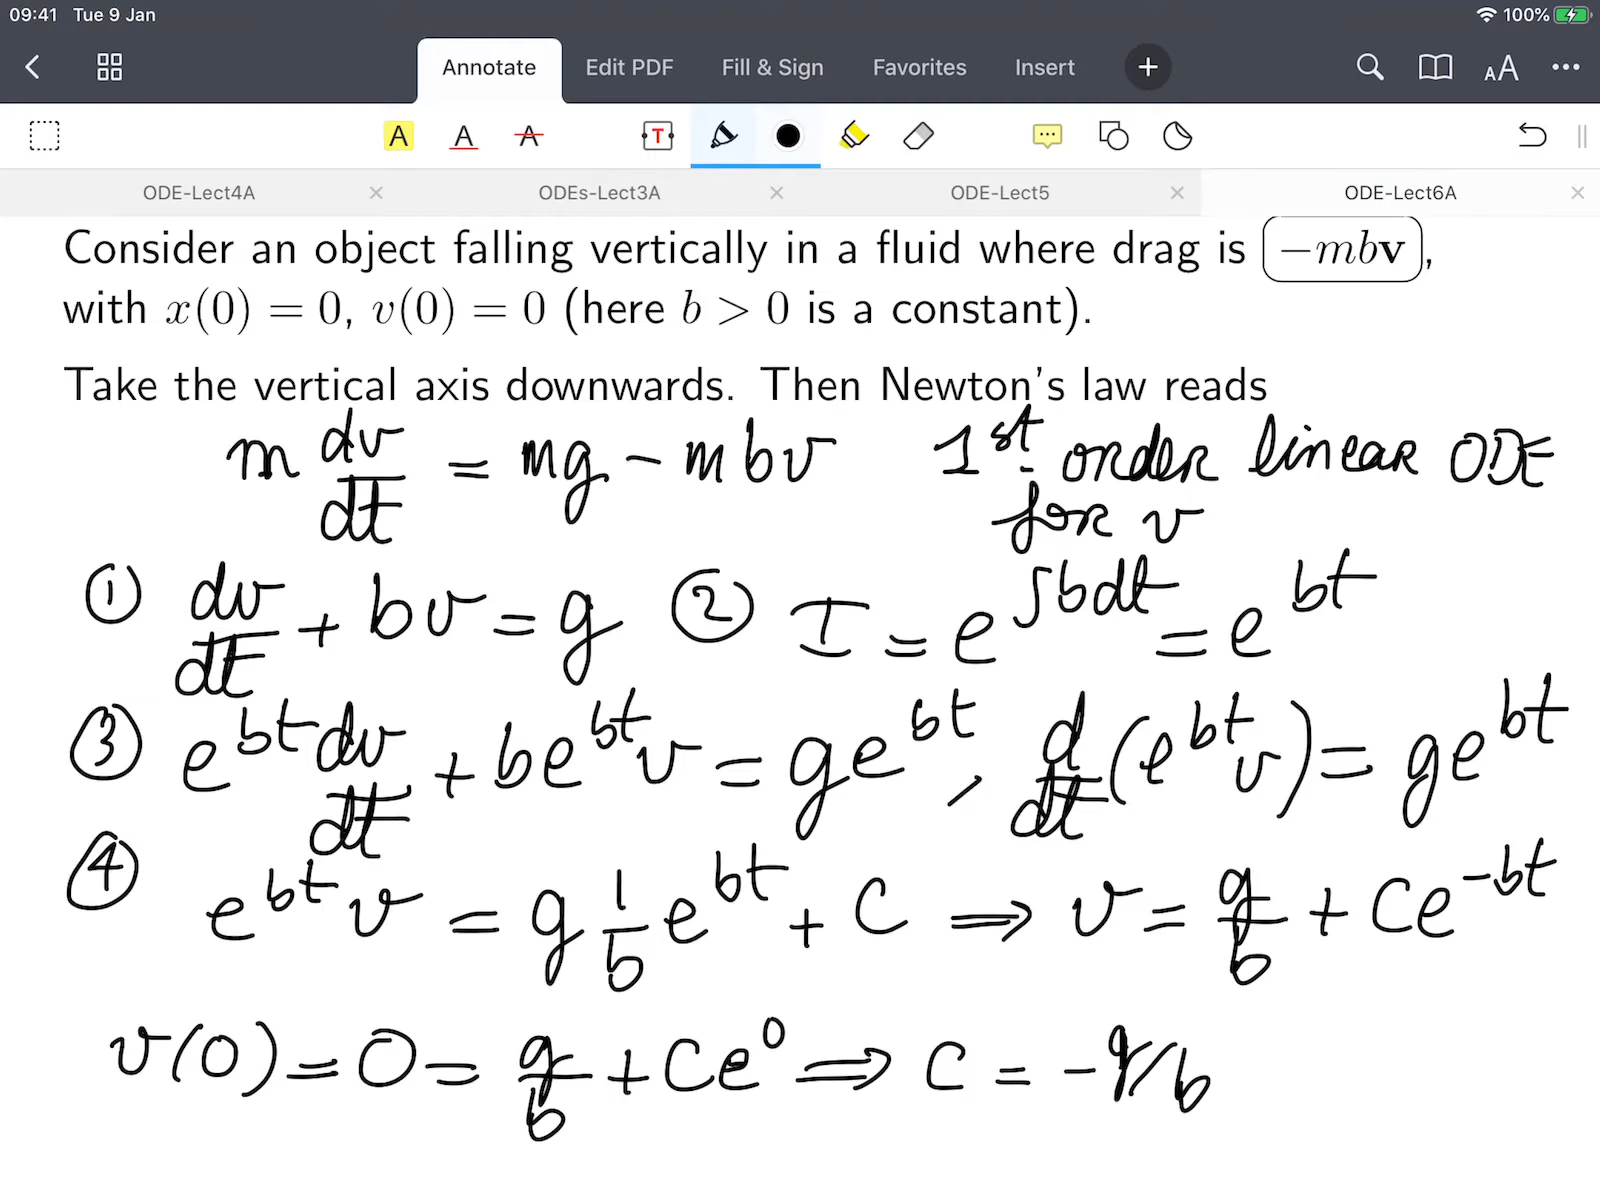 09:41 Tue 9 Jan 100%
Annotate Edit PDF Fill & Sign Favorites Insert + AA
A A A T
ODE-Lect4A × ODEs-Lect3A × ODE-Lect5 × ODE-Lect6A ×
Consider an object falling vertically in a fluid where drag is −mbv,
with x(0) = 0, v(0) = 0 (here b > 0 is a constant).
Take the vertical axis downwards. Then Newton's law reads
m dv/dt = mg - mbv 1st order linear ODE
for v
① dv/dt + bv = g ② I = e^∫bdt = e^bt
③ e^bt dv/dt + be^bt v = ge^bt, d/dt (e^bt v) = ge^bt
④ e^bt v = g 1/b e^bt + C ⟹ v = g/b + Ce^-bt
v(0) = 0 = g/b + Ce^0 ⟹ C = -g/b